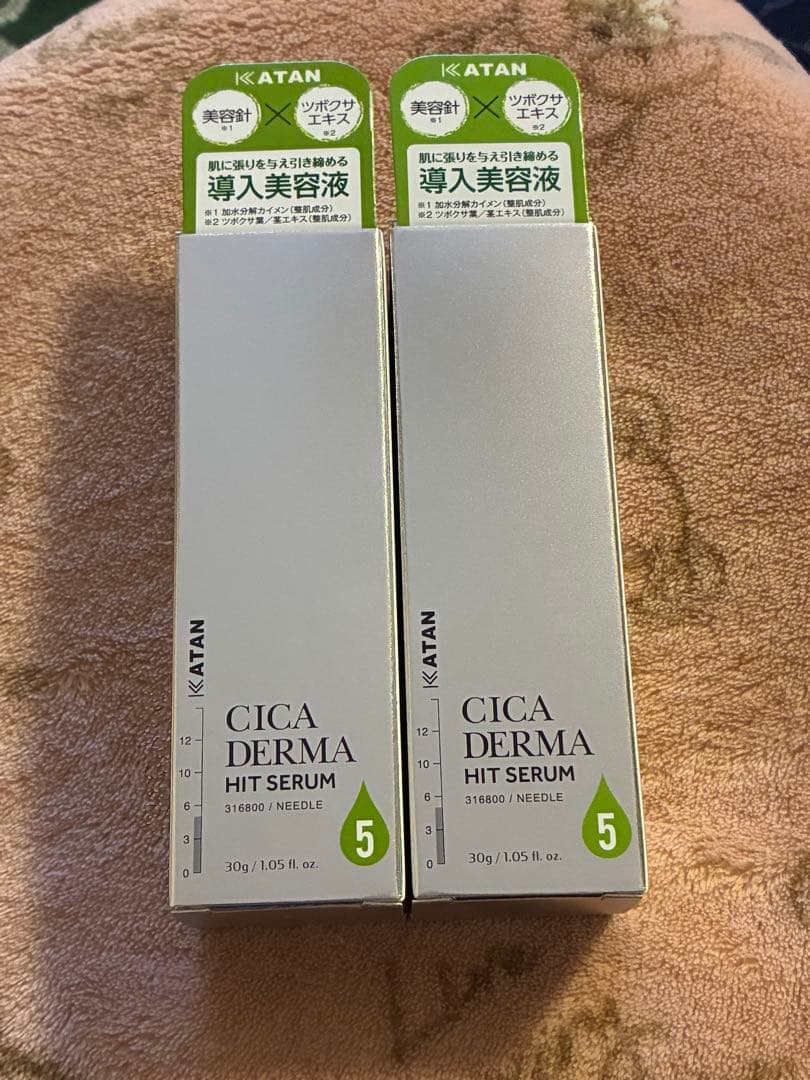 KATAN
美容針
※1
×
ツボクサ
エキス
※2
肌に張りを与え引き締める
導入美容液
※1 加水分解カイメン(整肌成分)
※2 ツボクサ葉/茎エキス(整肌成分)
KATAN
CICA
DERMA
HIT SERUM
316800 / NEEDLE
12
10
6
3
0
5
30g / 1.05 fl. oz.
KATAN
美容針
※1
×
ツボクサ
エキス
※2
肌に張りを与え引き締める
導入美容液
※1 加水分解カイメン(整肌成分)
※2 ツボクサ葉/茎エキス(整肌成分)
KATAN
CICA
DERMA
HIT SERUM
316800 / NEEDLE
12
10
6
3
0
5
30g / 1.05 fl. oz.